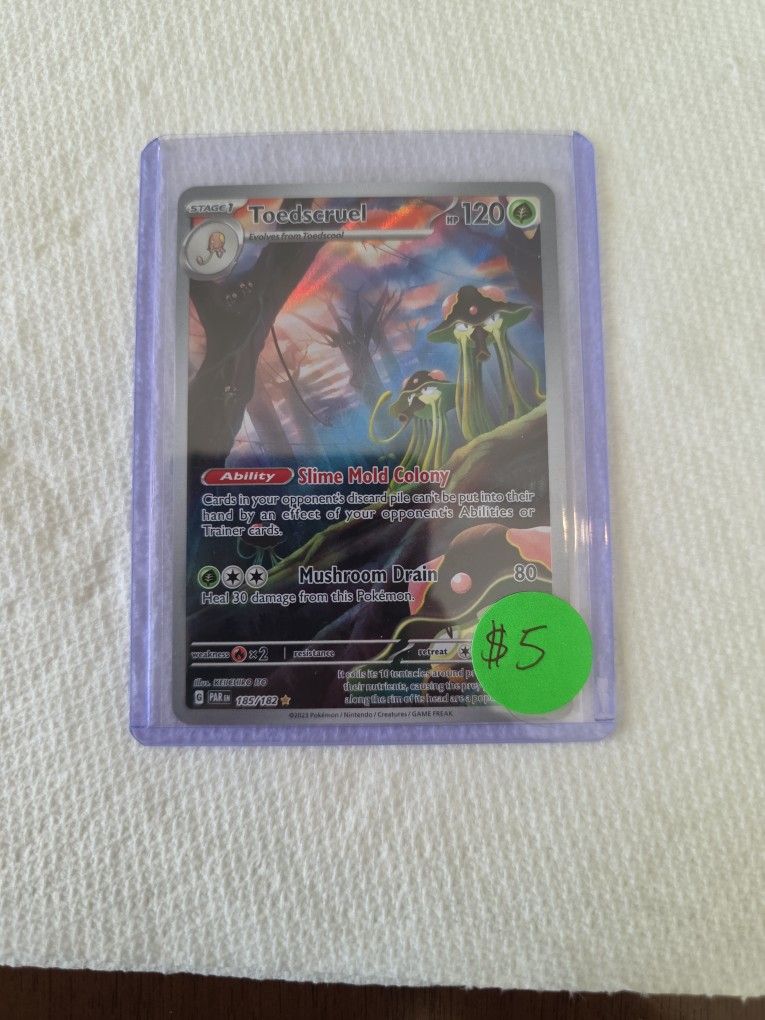 STAGE 1 Toedscruel HP 120
Evolves from Toedscool
Ability Slime Mold Colony
Cards in your opponent's discard pile can't be put into their
hand by an effect of your opponent's Abilities or
Trainer cards.
Mushroom Drain 80
Heal 30 damage from this Pokémon.
weakness ×2 resistance retreat
$5
Illus. KEIICHIRO ITO
It coils its 10 tentacles around
their nutrients, causing the
along the rim of its head are a
G PAR EN 185/182
©2023 Pokémon / Nintendo / Creatures / GAME FREAK